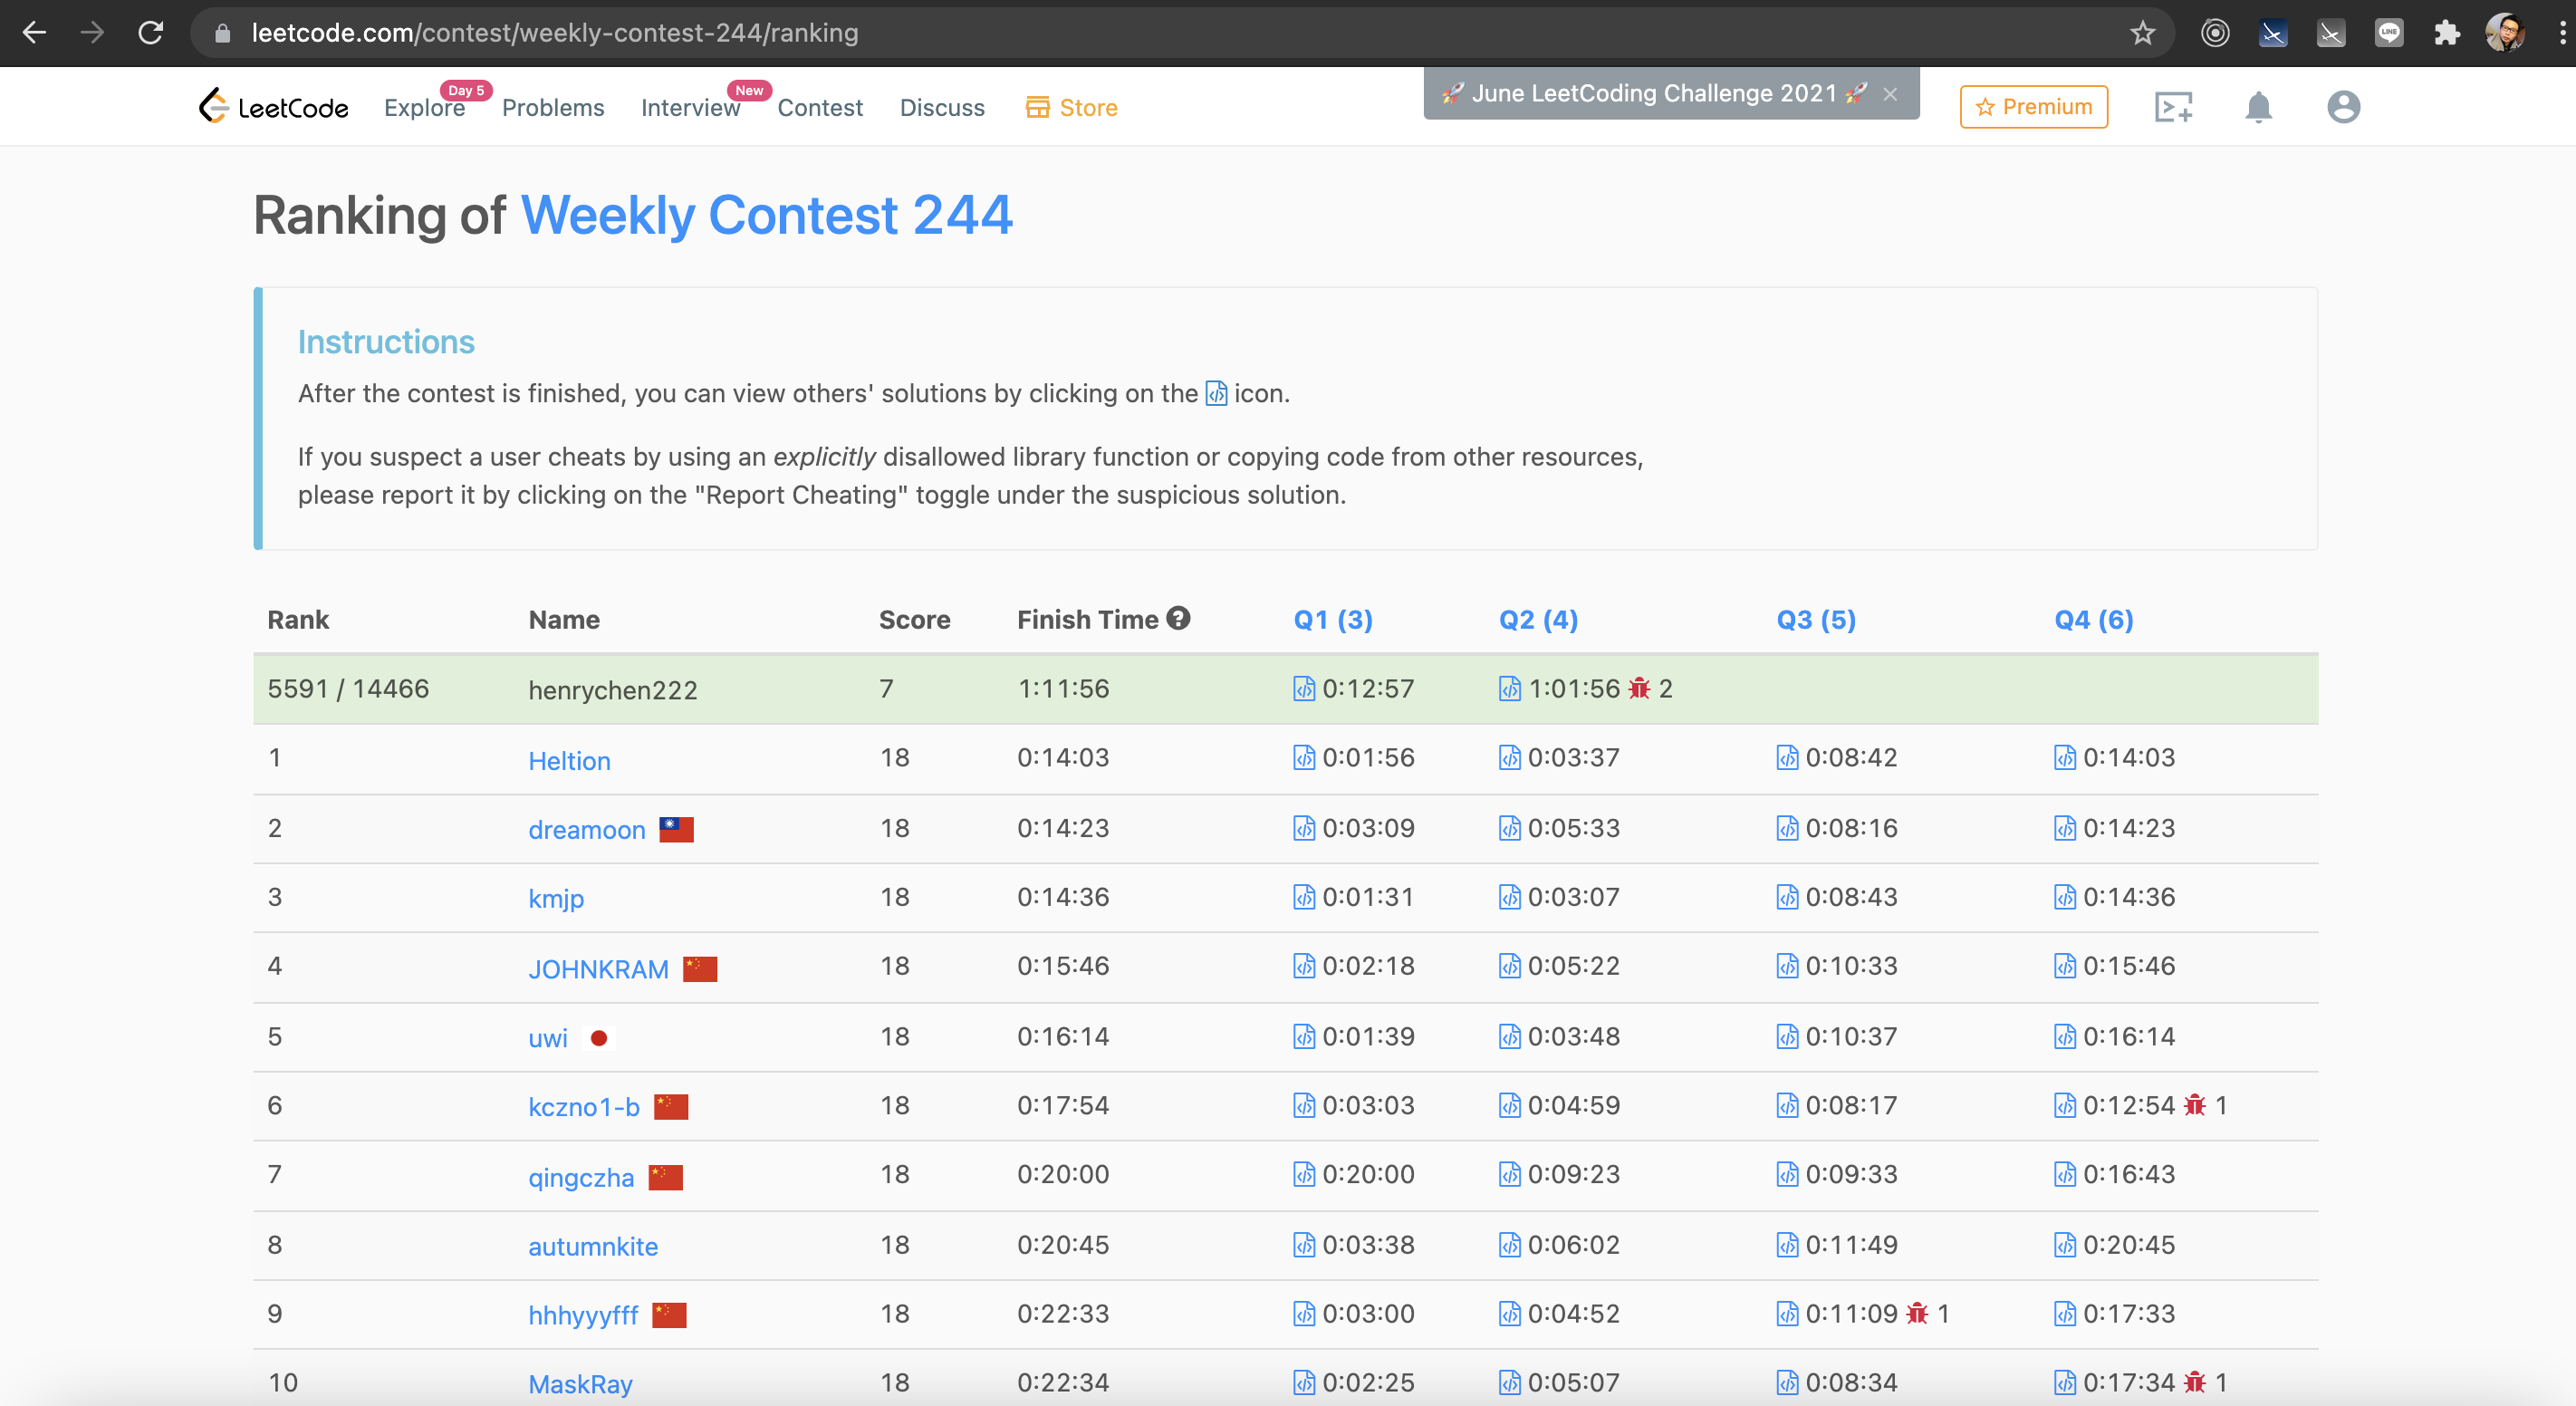 leetcode.com/contest/weekly-contest-244/ranking
LeetCode Explore Day 5 Problems Interview New Contest Discuss Store 🚀 June LeetCoding Challenge 2021 🚀 × Premium
Ranking of Weekly Contest 244
Instructions
After the contest is finished, you can view others' solutions by clicking on the icon.
If you suspect a user cheats by using an explicitly disallowed library function or copying code from other resources,
please report it by clicking on the "Report Cheating" toggle under the suspicious solution.
Rank Name Score Finish Time Q1 (3) Q2 (4) Q3 (5) Q4 (6)
5591 / 14466 henrychen222 7 1:11:56 0:12:57 1:01:56 2
1 Heltion 18 0:14:03 0:01:56 0:03:37 0:08:42 0:14:03
2 dreamoon 18 0:14:23 0:03:09 0:05:33 0:08:16 0:14:23
3 kmjp 18 0:14:36 0:01:31 0:03:07 0:08:43 0:14:36
4 JOHNKRAM 18 0:15:46 0:02:18 0:05:22 0:10:33 0:15:46
5 uwi 18 0:16:14 0:01:39 0:03:48 0:10:37 0:16:14
6 kczno1-b 18 0:17:54 0:03:03 0:04:59 0:08:17 0:12:54 1
7 qingczha 18 0:20:00 0:20:00 0:09:23 0:09:33 0:16:43
8 autumnkite 18 0:20:45 0:03:38 0:06:02 0:11:49 0:20:45
9 hhhyyyfff 18 0:22:33 0:03:00 0:04:52 0:11:09 1 0:17:33
10 MaskRay 18 0:22:34 0:02:25 0:05:07 0:08:34 0:17:34 1